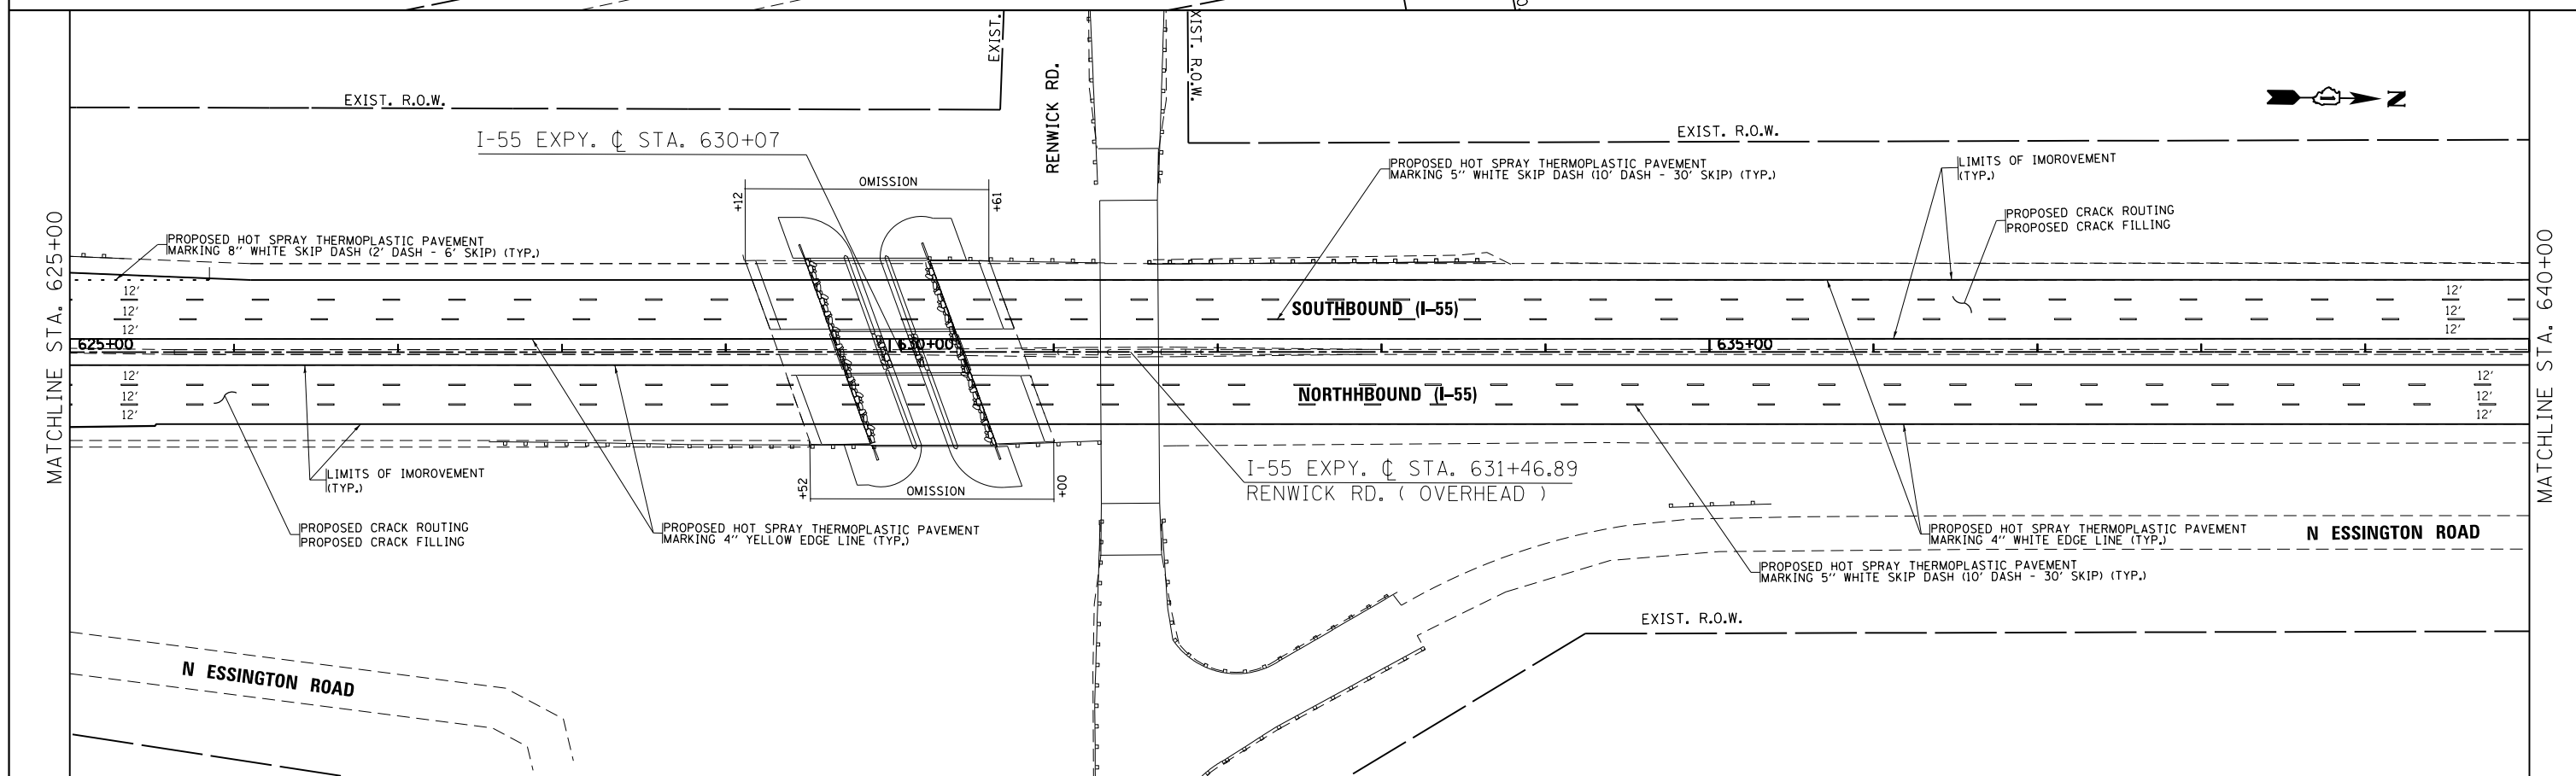 EXIST.
XIST. R.O.W.
RENWICK RD.
EXIST. R.O.W.
EXIST. R.O.W.
N
I-55 EXPY. ℄ STA. 630+07
OMISSION
+12
+61
PROPOSED HOT SPRAY THERMOPLASTIC PAVEMENT
MARKING 5'' WHITE SKIP DASH (10' DASH - 30' SKIP) (TYP.)
LIMITS OF IMOROVEMENT
(TYP.)
PROPOSED CRACK ROUTING
PROPOSED CRACK FILLING
PROPOSED HOT SPRAY THERMOPLASTIC PAVEMENT
MARKING 8'' WHITE SKIP DASH (2' DASH - 6' SKIP) (TYP.)
MATCHLINE STA. 625+00
MATCHLINE STA. 640+00
12'
12'
12'
12'
12'
12'
SOUTHBOUND (I-55)
625+00
630+00
635+00
12'
12'
12'
12'
12'
12'
NORTHHBOUND (I-55)
LIMITS OF IMOROVEMENT
(TYP.)
+52
OMISSION
+00
I-55 EXPY. ℄ STA. 631+46.89
RENWICK RD. ( OVERHEAD )
PROPOSED CRACK ROUTING
PROPOSED CRACK FILLING
PROPOSED HOT SPRAY THERMOPLASTIC PAVEMENT
MARKING 4'' YELLOW EDGE LINE (TYP.)
PROPOSED HOT SPRAY THERMOPLASTIC PAVEMENT
MARKING 4'' WHITE EDGE LINE (TYP.)
N ESSINGTON ROAD
PROPOSED HOT SPRAY THERMOPLASTIC PAVEMENT
MARKING 5'' WHITE SKIP DASH (10' DASH - 30' SKIP) (TYP.)
EXIST. R.O.W.
N ESSINGTON ROAD